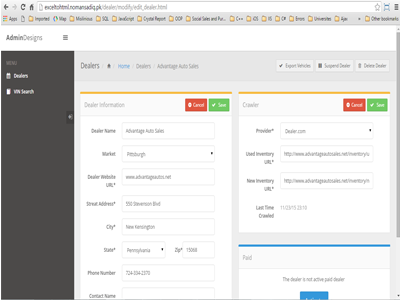 exceltohtml.nomansadiq.pk/dealer/modify/edit_dealer.html
Apps Imported Map Mislinious SQL JavaScript Crystal Report OOP Social Sales and Pu... C++ iOS C# Errors Universities Ajax Other bookmarks
AdminDesigns
MENU
Dealers
VIN Search
Dealers Home Dealers Advantage Auto Sales
Export Vehicles Suspend Dealer Delete Dealer
Dealer Information Cancel Save
Dealer Name Advantage Auto Sales
Market Pittsburgh
Dealer Website URL* www.advantageautos.net
Street Address* 550 Stevenson Blvd
City* New Kensington
State* Pennsylvania Zip* 15068
Phone Number 724-334-2370
Contact Name
Crawler Cancel Save
Provider* Dealer.com
Used Inventory URL* http://www.advantageautosales.net/inventory/u
New Inventory URL* http://www.advantageautosales.net/inventory/n
Last Time Crawled 11/23/13 23:10
Paid
The dealer is not active paid dealer